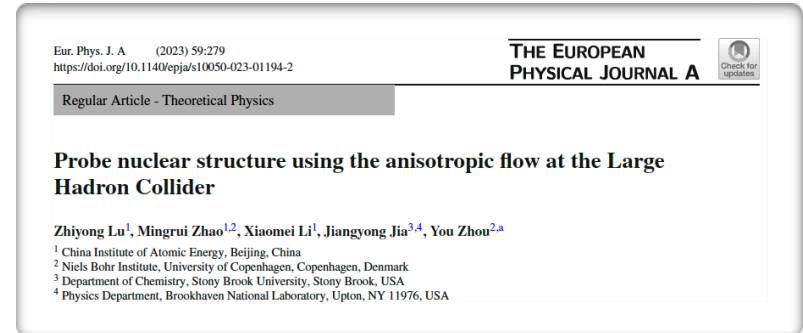 Eur. Phys. J. A (2023) 59:279
https://doi.org/10.1140/epja/s10050-023-01194-2
THE EUROPEAN
PHYSICAL JOURNAL A
Check for
updates
Regular Article - Theoretical Physics
Probe nuclear structure using the anisotropic flow at the Large
Hadron Collider
Zhiyong Lu1, Mingrui Zhao1,2, Xiaomei Li1, Jiangyong Jia3,4, You Zhou2,a
1 China Institute of Atomic Energy, Beijing, China
2 Niels Bohr Institute, University of Copenhagen, Copenhagen, Denmark
3 Department of Chemistry, Stony Brook University, Stony Brook, USA
4 Physics Department, Brookhaven National Laboratory, Upton, NY 11976, USA